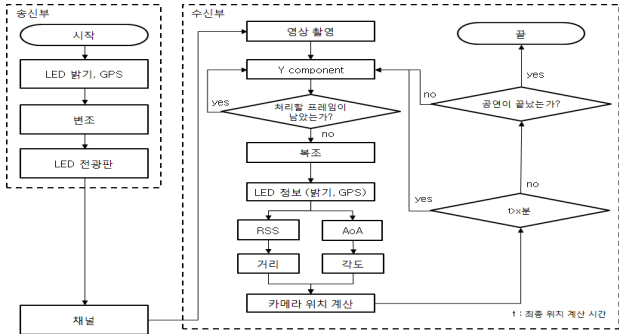 송신부
시작
LED 밝기, GPS
변조
LED 전광판
채널
수신부
영상 촬영
Y component
yes
처리할 프레임이
남았는가?
no
복조
LED 정보 (밝기, GPS)
RSS
AoA
거리
각도
카메라 위치 계산
끝
yes
no
공연이 끝났는가?
no
yes
t>x분
t : 최종 위치 계산 시간